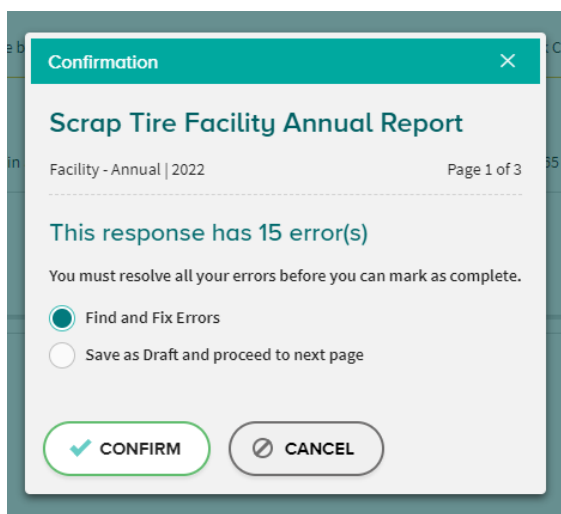 Confirmation
Scrap Tire Facility Annual Report
Facility - Annual | 2022 Page 1 of 3
This response has 15 error(s)
You must resolve all your errors before you can mark as complete.
Find and Fix Errors
Save as Draft and proceed to next page
CONFIRM CANCEL